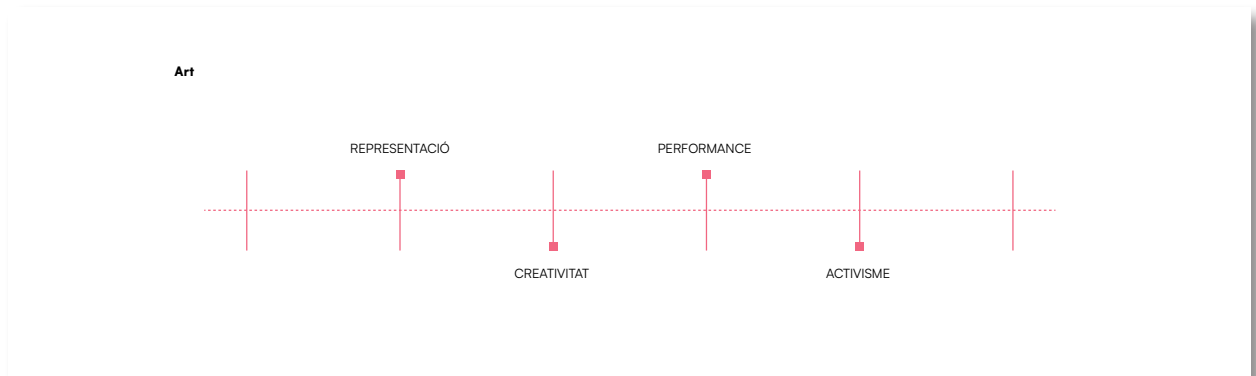 Art
REPRESENTACIÓ
PERFORMANCE
CREATIVITAT
ACTIVISME